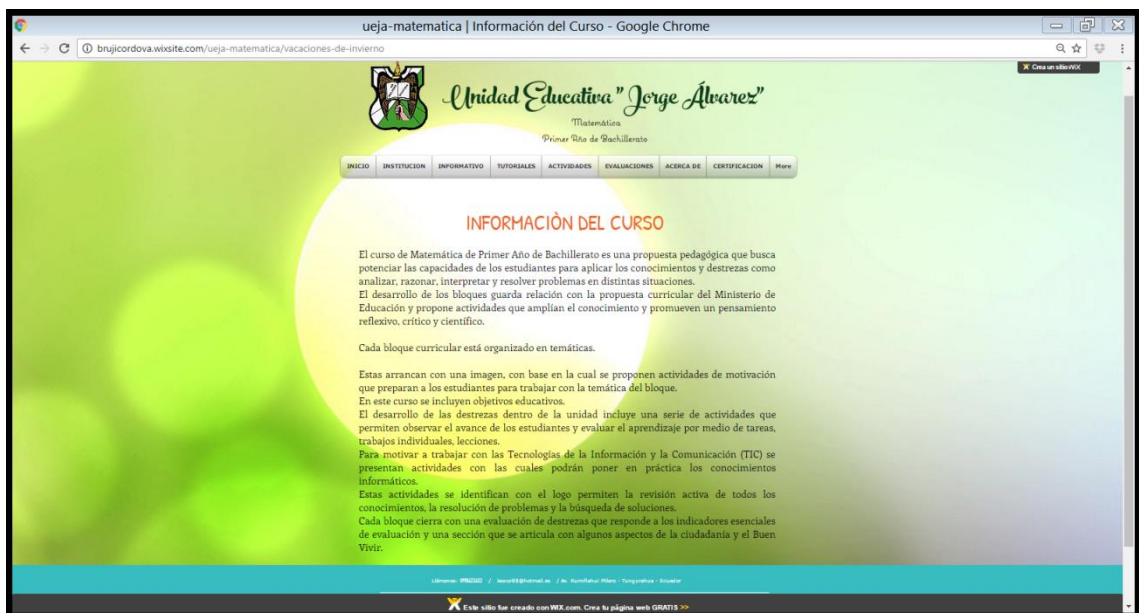 ueja-matematica | Información del Curso - Google Chrome
brujicordova.wixsite.com/ueja-matematica/vacaciones-de-invierno
Crea un sitio WiX
Unidad Educativa " Jorge Álvarez"
Matemática
Primer Año de Bachillerato
INICIO INSTITUCION INFORMATIVO TUTORIALES ACTIVIDADES EVALUACIONES ACERCA DE CERTIFICACION More
INFORMACIÒN DEL CURSO
El curso de Matemática de Primer Año de Bachillerato es una propuesta pedagógica que busca
potenciar las capacidades de los estudiantes para aplicar los conocimientos y destrezas como
analizar, razonar, interpretar y resolver problemas en distintas situaciones.
El desarrollo de los bloques guarda relación con la propuesta curricular del Ministerio de
Educación y propone actividades que amplían el conocimiento y promueven un pensamiento
reflexivo, crítico y científico.
Cada bloque curricular está organizado en temáticas.
Estas arrancan con una imagen, con base en la cual se proponen actividades de motivación
que preparan a los estudiantes para trabajar con la temática del bloque.
En este curso se incluyen objetivos educativos.
El desarrollo de las destrezas dentro de la unidad incluye una serie de actividades que
permiten observar el avance de los estudiantes y evaluar el aprendizaje por medio de tareas,
trabajos individuales, lecciones.
Para motivar a trabajar con las Tecnologías de la Información y la Comunicación (TIC) se
presentan actividades con las cuales podrán poner en práctica los conocimientos
informáticos.
Estas actividades se identifican con el logo permiten la revisión activa de todos los
conocimientos, la resolución de problemas y la búsqueda de soluciones.
Cada bloque cierra con una evaluación de destrezas que responde a los indicadores esenciales
de evaluación y una sección que se articula con algunos aspectos de la ciudadanía y el Buen
Vivir.
Llámanos: / / Av. Rumiñahui Píllaro - Tungurahua - Ecuador
Este sitio fue creado con WIX.com. Crea tu página web GRATIS >>